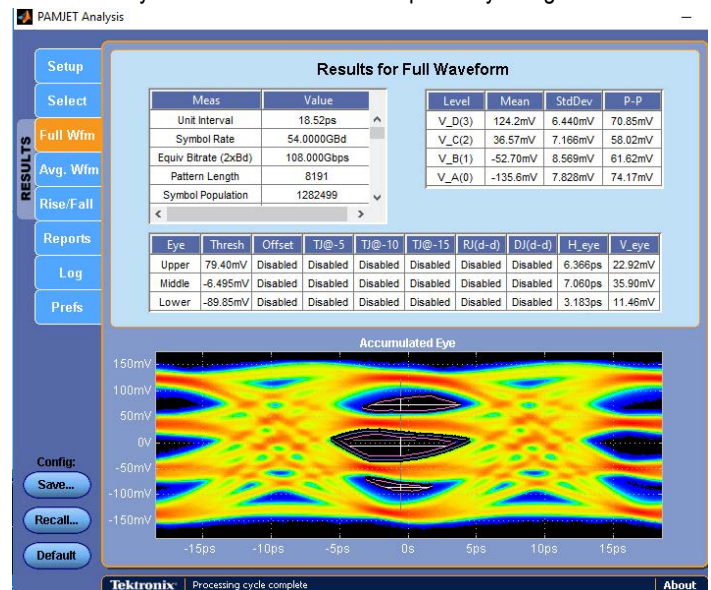 PAMJET Analysis
Setup
Select
Full Wfm
Avg. Wfm
Rise/Fall
Reports
Log
Prefs
RESULTS
Config:
Save...
Recall...
Default
Results for Full Waveform
Meas Value
Unit Interval 18.52ps
Symbol Rate 54.0000GBd
Equiv Bitrate (2xBd) 108.000Gbps
Pattern Length 8191
Symbol Population 1282499
Level Mean StdDev P-P
V_D(3) 124.2mV 6.440mV 70.85mV
V_C(2) 36.57mV 7.166mV 58.02mV
V_B(1) -52.70mV 8.569mV 61.62mV
V_A(0) -135.6mV 7.828mV 74.17mV
Eye Thresh Offset TJ@-5 TJ@-10 TJ@-15 RJ(d-d) DJ(d-d) H_eye V_eye
Upper 79.40mV Disabled Disabled Disabled Disabled Disabled Disabled 6.366ps 22.92mV
Middle -6.495mV Disabled Disabled Disabled Disabled Disabled Disabled 7.060ps 35.90mV
Lower -89.85mV Disabled Disabled Disabled Disabled Disabled Disabled 3.183ps 11.46mV
Accumulated Eye
150mV
100mV
50mV
0V
-50mV
-100mV
-150mV
-15ps -10ps -5ps 0s 5ps 10ps 15ps
Tektronix Processing cycle complete About